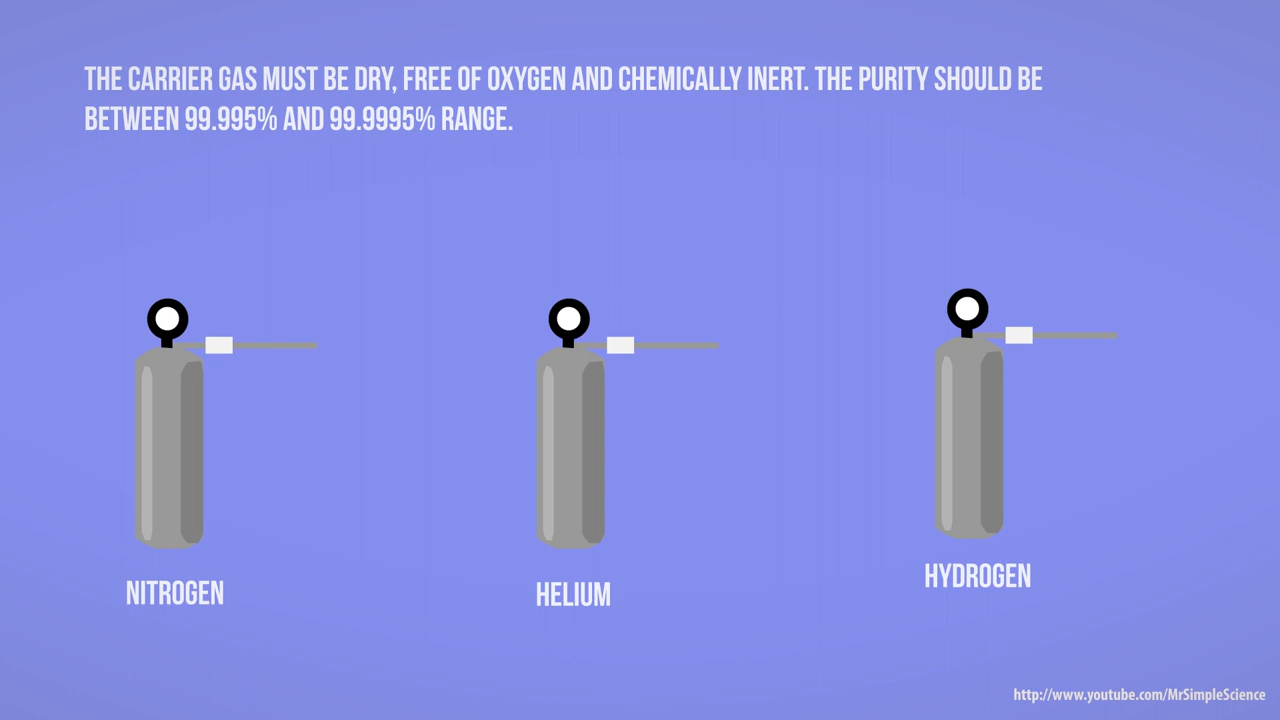 THE CARRIER GAS MUST BE DRY, FREE OF OXYGEN AND CHEMICALLY INERT. THE PURITY SHOULD BE
BETWEEN 99.995% AND 99.9995% RANGE.
NITROGEN
HELIUM
HYDROGEN
http://www.youtube.com/MrSimpleScience